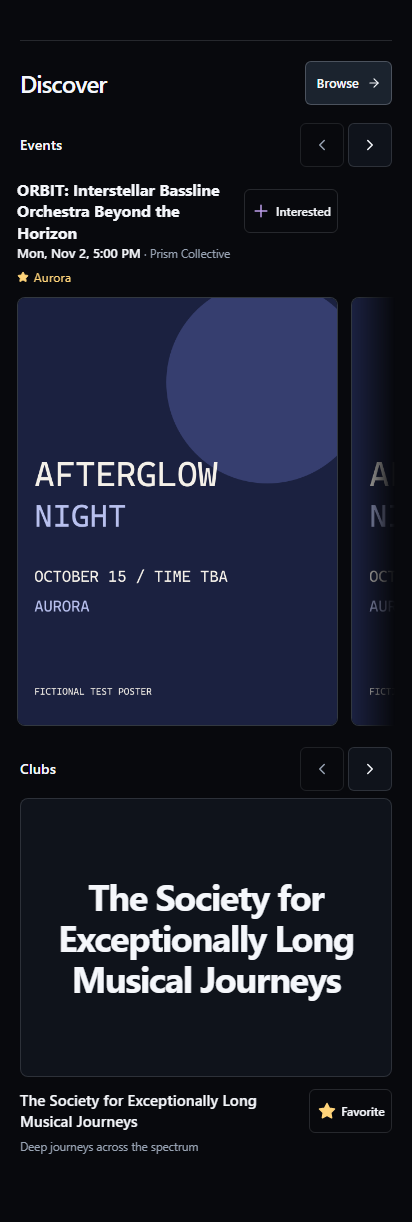 Discover
Browse
Events
ORBIT: Interstellar Bassline
Orchestra Beyond the
Horizon
Interested
Mon, Nov 2, 5:00 PM · Prism Collective
Aurora
AFTERGLOW
NIGHT
OCTOBER 15 / TIME TBA
AURORA
FICTIONAL TEST POSTER
Clubs
The Society for
Exceptionally Long
Musical Journeys
The Society for Exceptionally Long
Musical Journeys
Favorite
Deep journeys across the spectrum